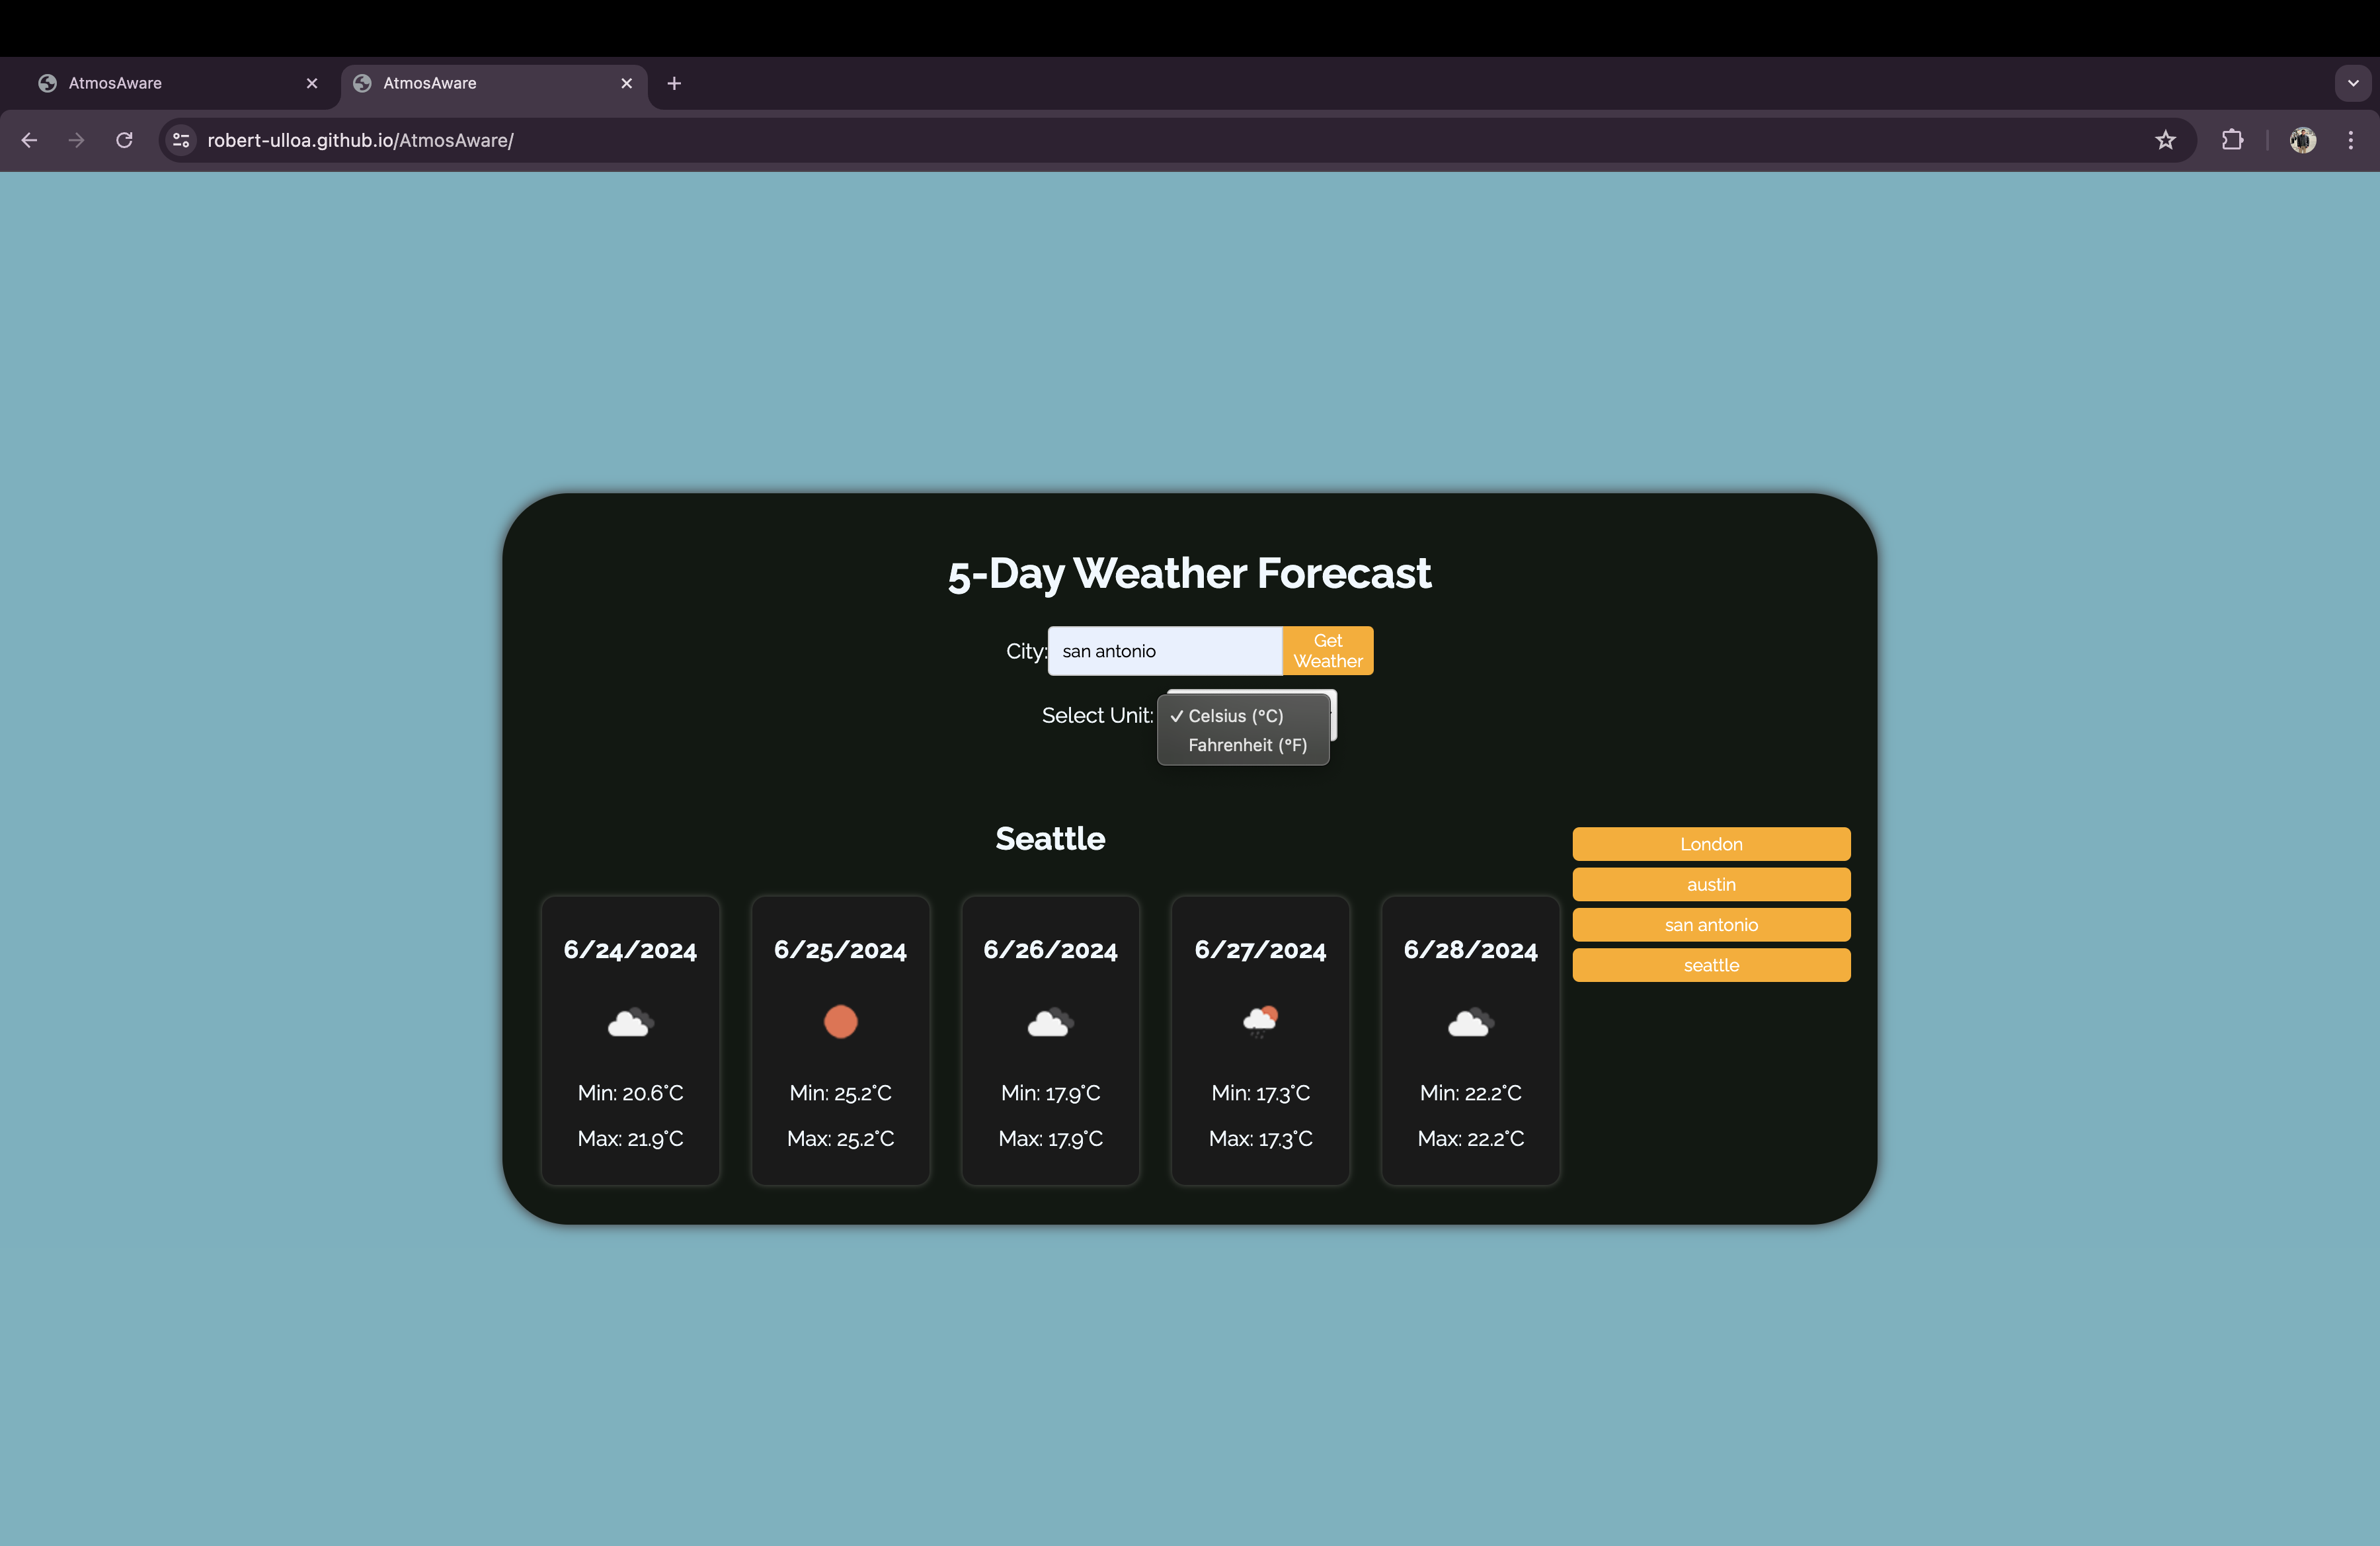 AtmosAware
AtmosAware
robert-ulloa.github.io/AtmosAware/
5-Day Weather Forecast
City:
san antonio
Get
Weather
Select Unit:
✓ Celsius (°C)
Fahrenheit (°F)
Seattle
6/24/2024
Min: 20.6°C
Max: 21.9°C
6/25/2024
Min: 25.2°C
Max: 25.2°C
6/26/2024
Min: 17.9°C
Max: 17.9°C
6/27/2024
Min: 17.3°C
Max: 17.3°C
6/28/2024
Min: 22.2°C
Max: 22.2°C
London
austin
san antonio
seattle